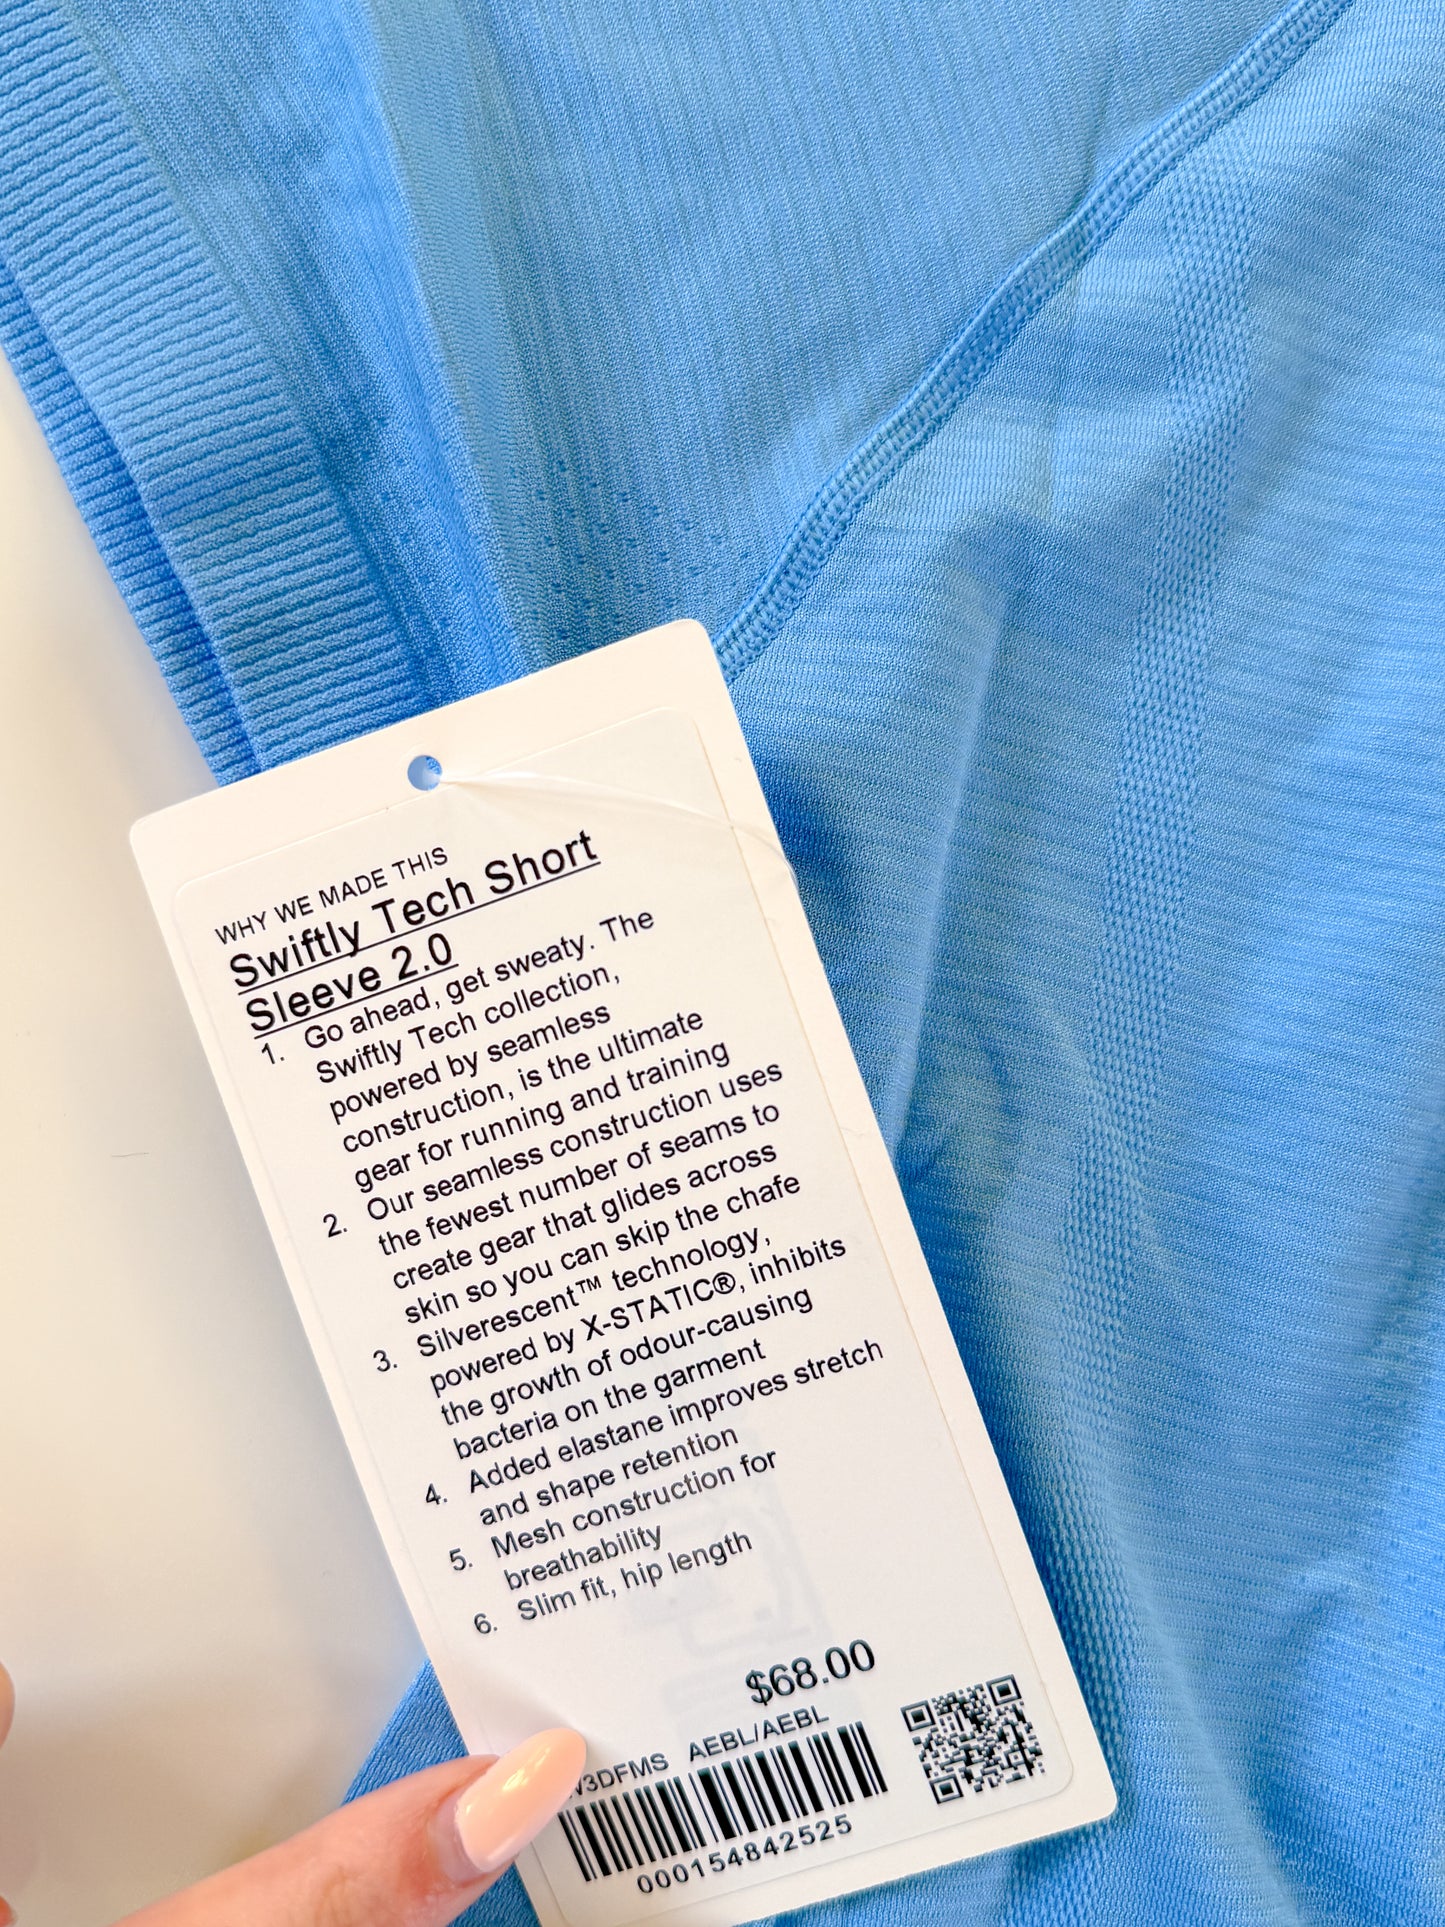 WHY WE MADE THIS
Swiftly Tech Short
Sleeve 2.0
1. Go ahead, get sweaty. The
Swiftly Tech collection,
powered by seamless
construction, is the ultimate
gear for running and training
2. Our seamless construction uses
the fewest number of seams to
create gear that glides across
skin so you can skip the chafe
3. Silverescent™ technology,
powered by X-STATIC®, inhibits
the growth of odour-causing
bacteria on the garment
4. Added elastane improves stretch
and shape retention
5. Mesh construction for
breathability
6. Slim fit, hip length
$68.00
AEBL/AEBL
000154842525